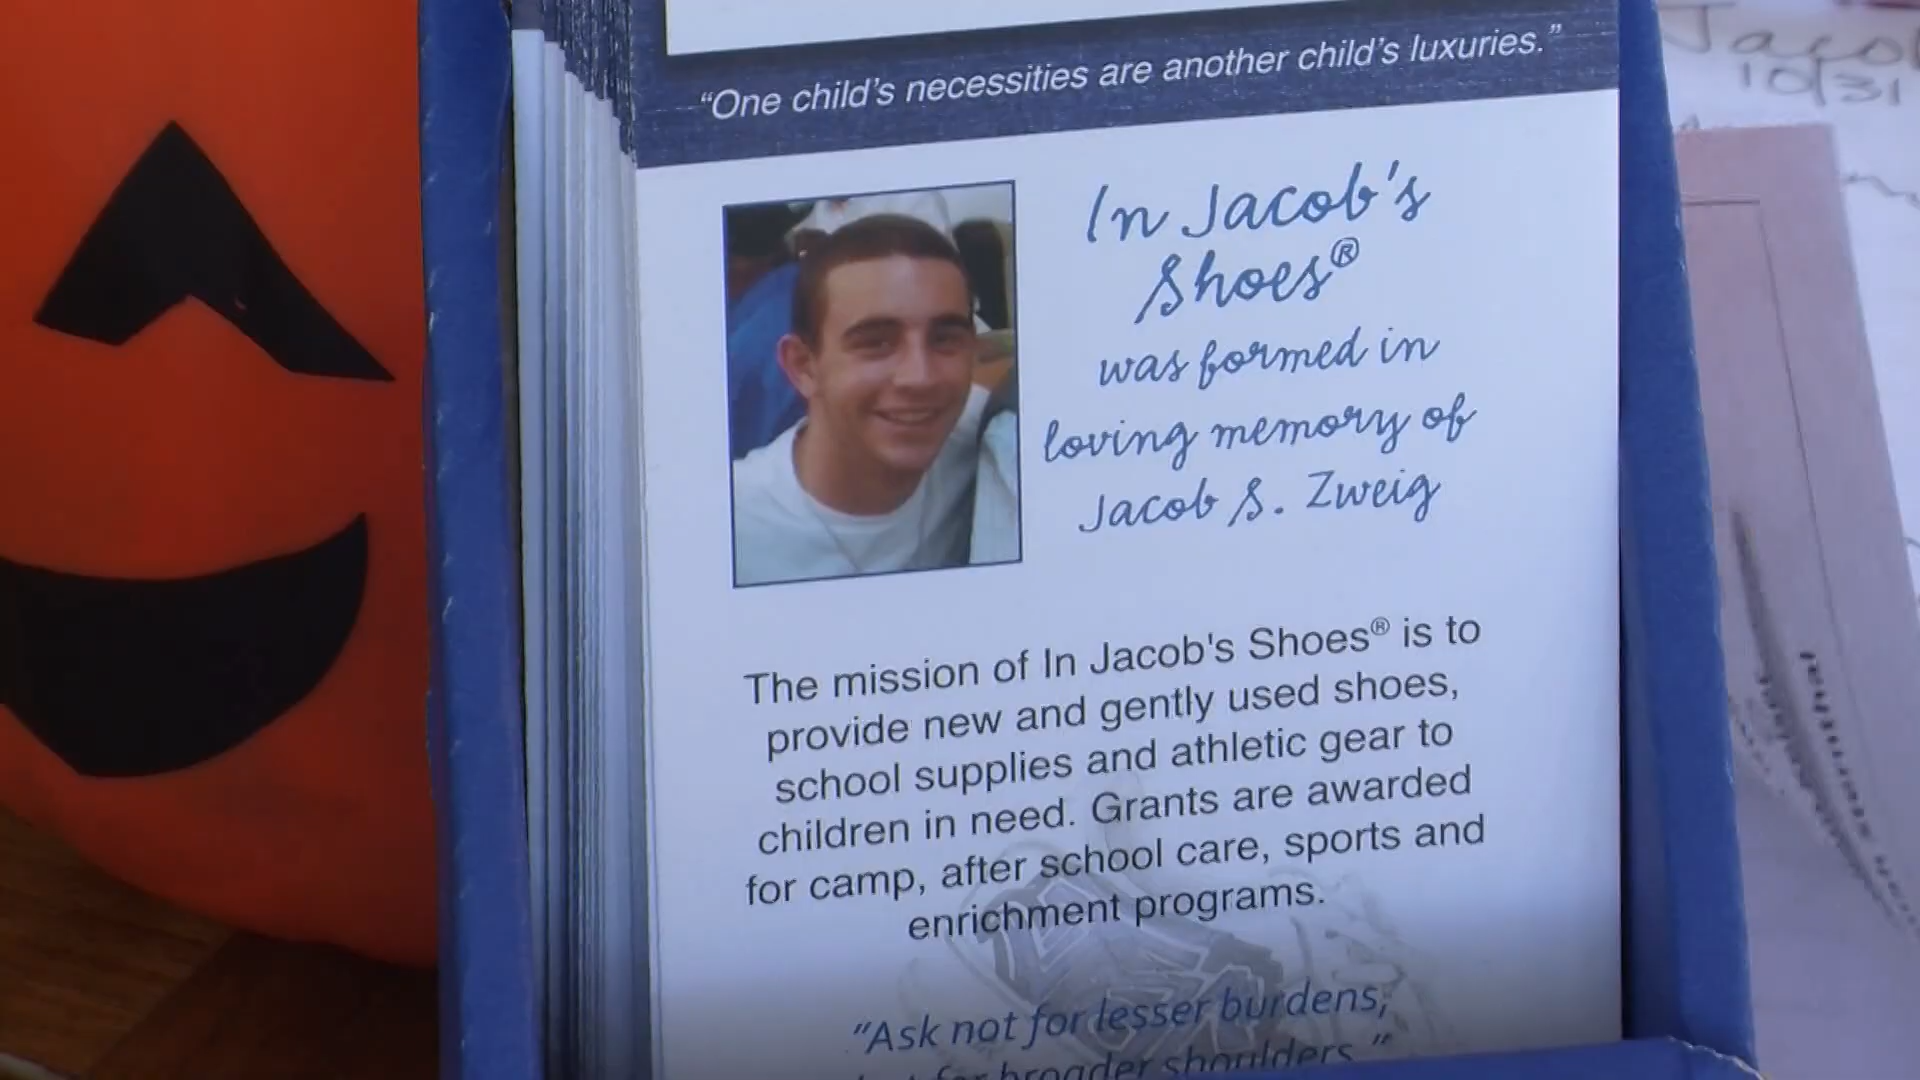 "One child's necessities are another child's luxuries."
In Jacob's
Shoes®
was formed in
loving memory of
Jacob S. Zweig
The mission of In Jacob's Shoes® is to
provide new and gently used shoes,
school supplies and athletic gear to
children in need. Grants are awarded
for camp, after school care, sports and
enrichment programs.
"Ask not for lesser burdens,
for broader shoulders."
Jacob
10/31